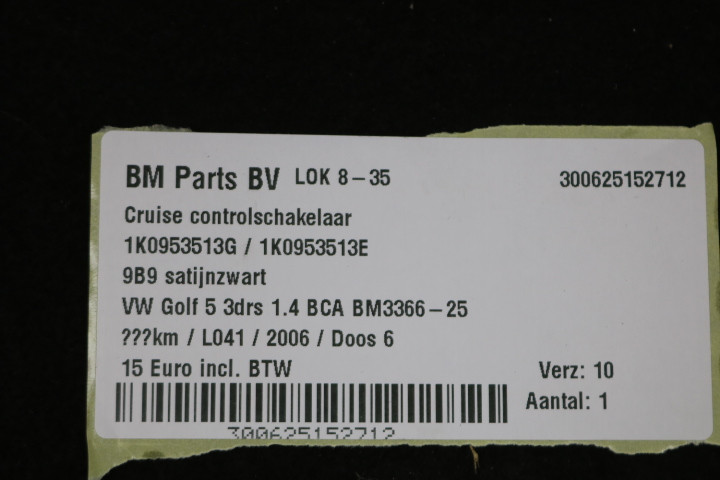 BM Parts BV LOK 8-35 300625152712
Cruise controlschakelaar
1K0953513G / 1K0953513E
9B9 satijnzwart
VW Golf 5 3drs 1.4 BCA BM3366-25
???km / L041 / 2006 / Doos 6
15 Euro incl. BTW Verz: 10
Aantal: 1
300625152712